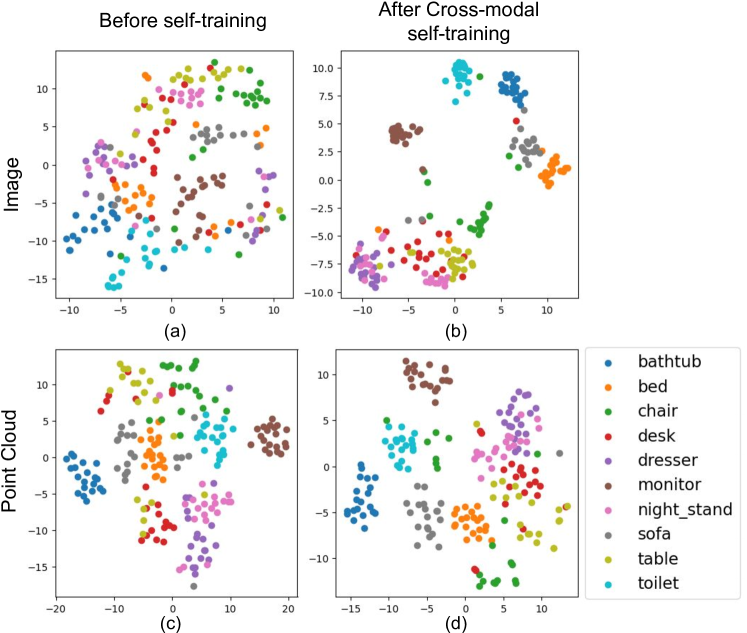 Before self-training
After Cross-modal
self-training
Image
10
5
0
−5
−10
−15
−10
−5
0
5
10
(a)
10.0
7.5
5.0
2.5
0.0
−2.5
−5.0
−7.5
−10.0
−10
−5
0
5
10
(b)
Point Cloud
10
5
0
−5
−10
−15
−20
−10
0
10
20
(c)
10
5
0
−5
−10
−15
−10
−5
0
5
10
(d)
bathtub
bed
chair
desk
dresser
monitor
night_stand
sofa
table
toilet